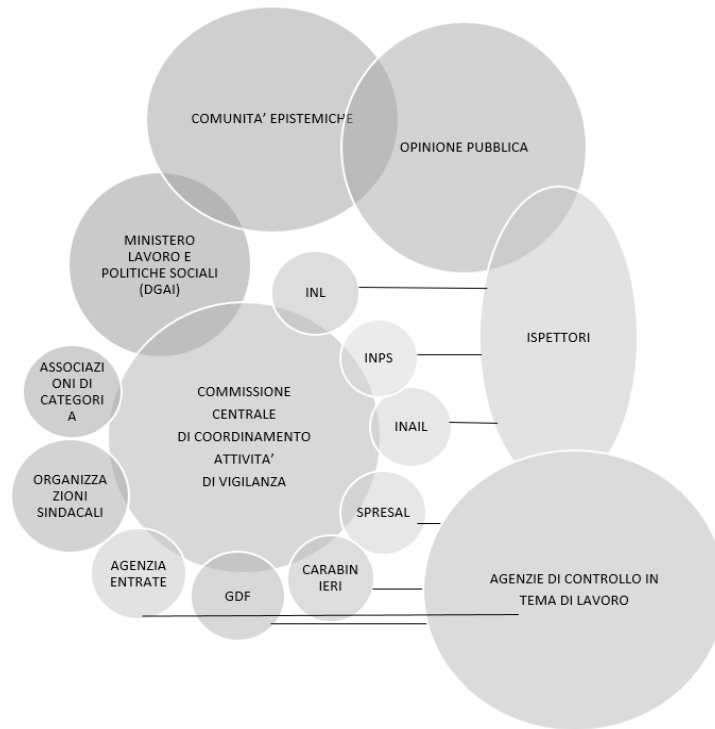 COMUNITA’ EPISTEMICHE
OPINIONE PUBBLICA
MINISTERO
LAVORO E
POLITICHE SOCIALI
(DGAI)
INL
ISPETTORI
INPS
ASSOCIAZI
ONI DI
CATEGORI
A
COMMISSIONE
CENTRALE
DI COORDINAMENTO
ATTIVITA’
DI VIGILANZA
INAIL
ORGANIZZA
ZIONI
SINDACALI
SPRESAL
AGENZIA
ENTRATE
GDF
CARABIN
IERI
AGENZIE DI CONTROLLO IN
TEMA DI LAVORO